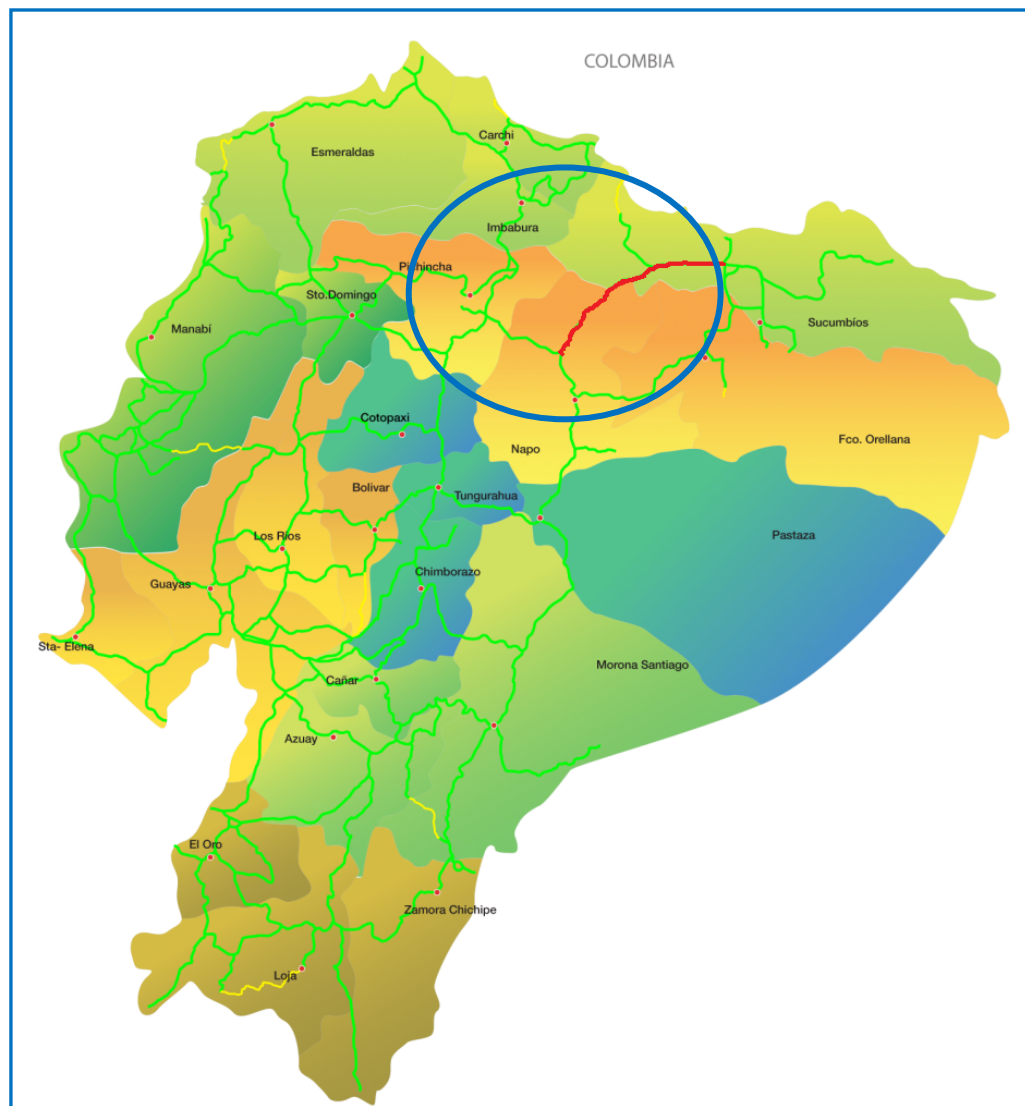 COLOMBIA
Carchi
Esmeraldas
Imbabura
Pichincha
Sto.Domingo
Manabí
Sucumbíos
Cotopaxi
Fco. Orellana
Napo
Bolivar
Tungurahua
Los Ríos
Pastaza
Chimborazo
Guayas
Sta- Elena
Morona Santiago
Cañar
Azuay
El Oro
Zamora Chichipe
Loja